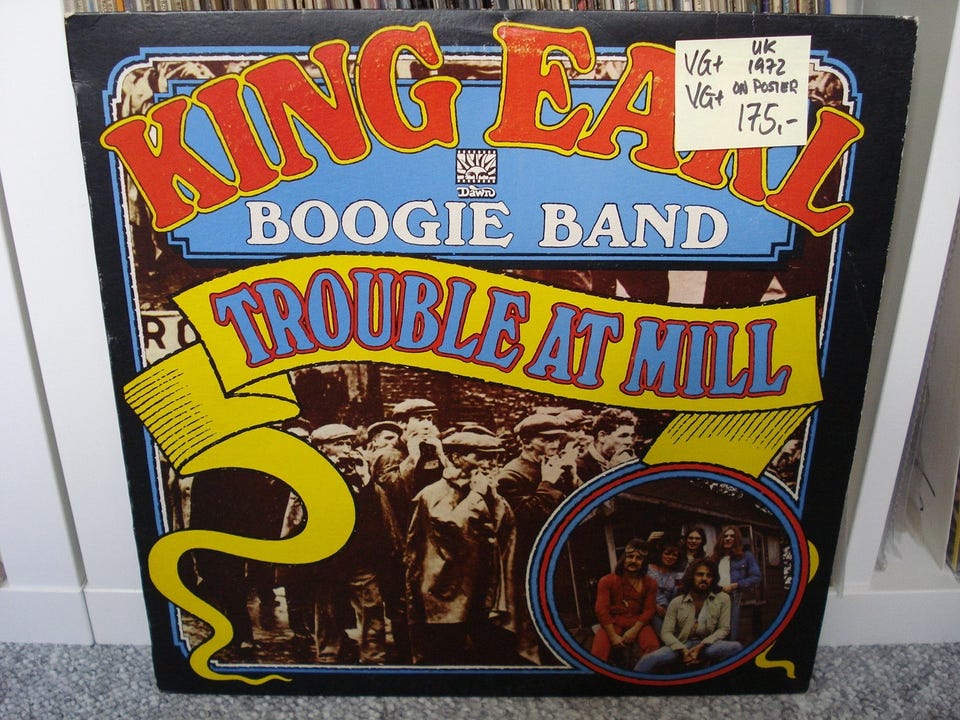 KING EARL
Dawn
BOOGIE BAND
TROUBLE AT MILL
VG+ UK
1972
VG+ ON POSTER
175,-